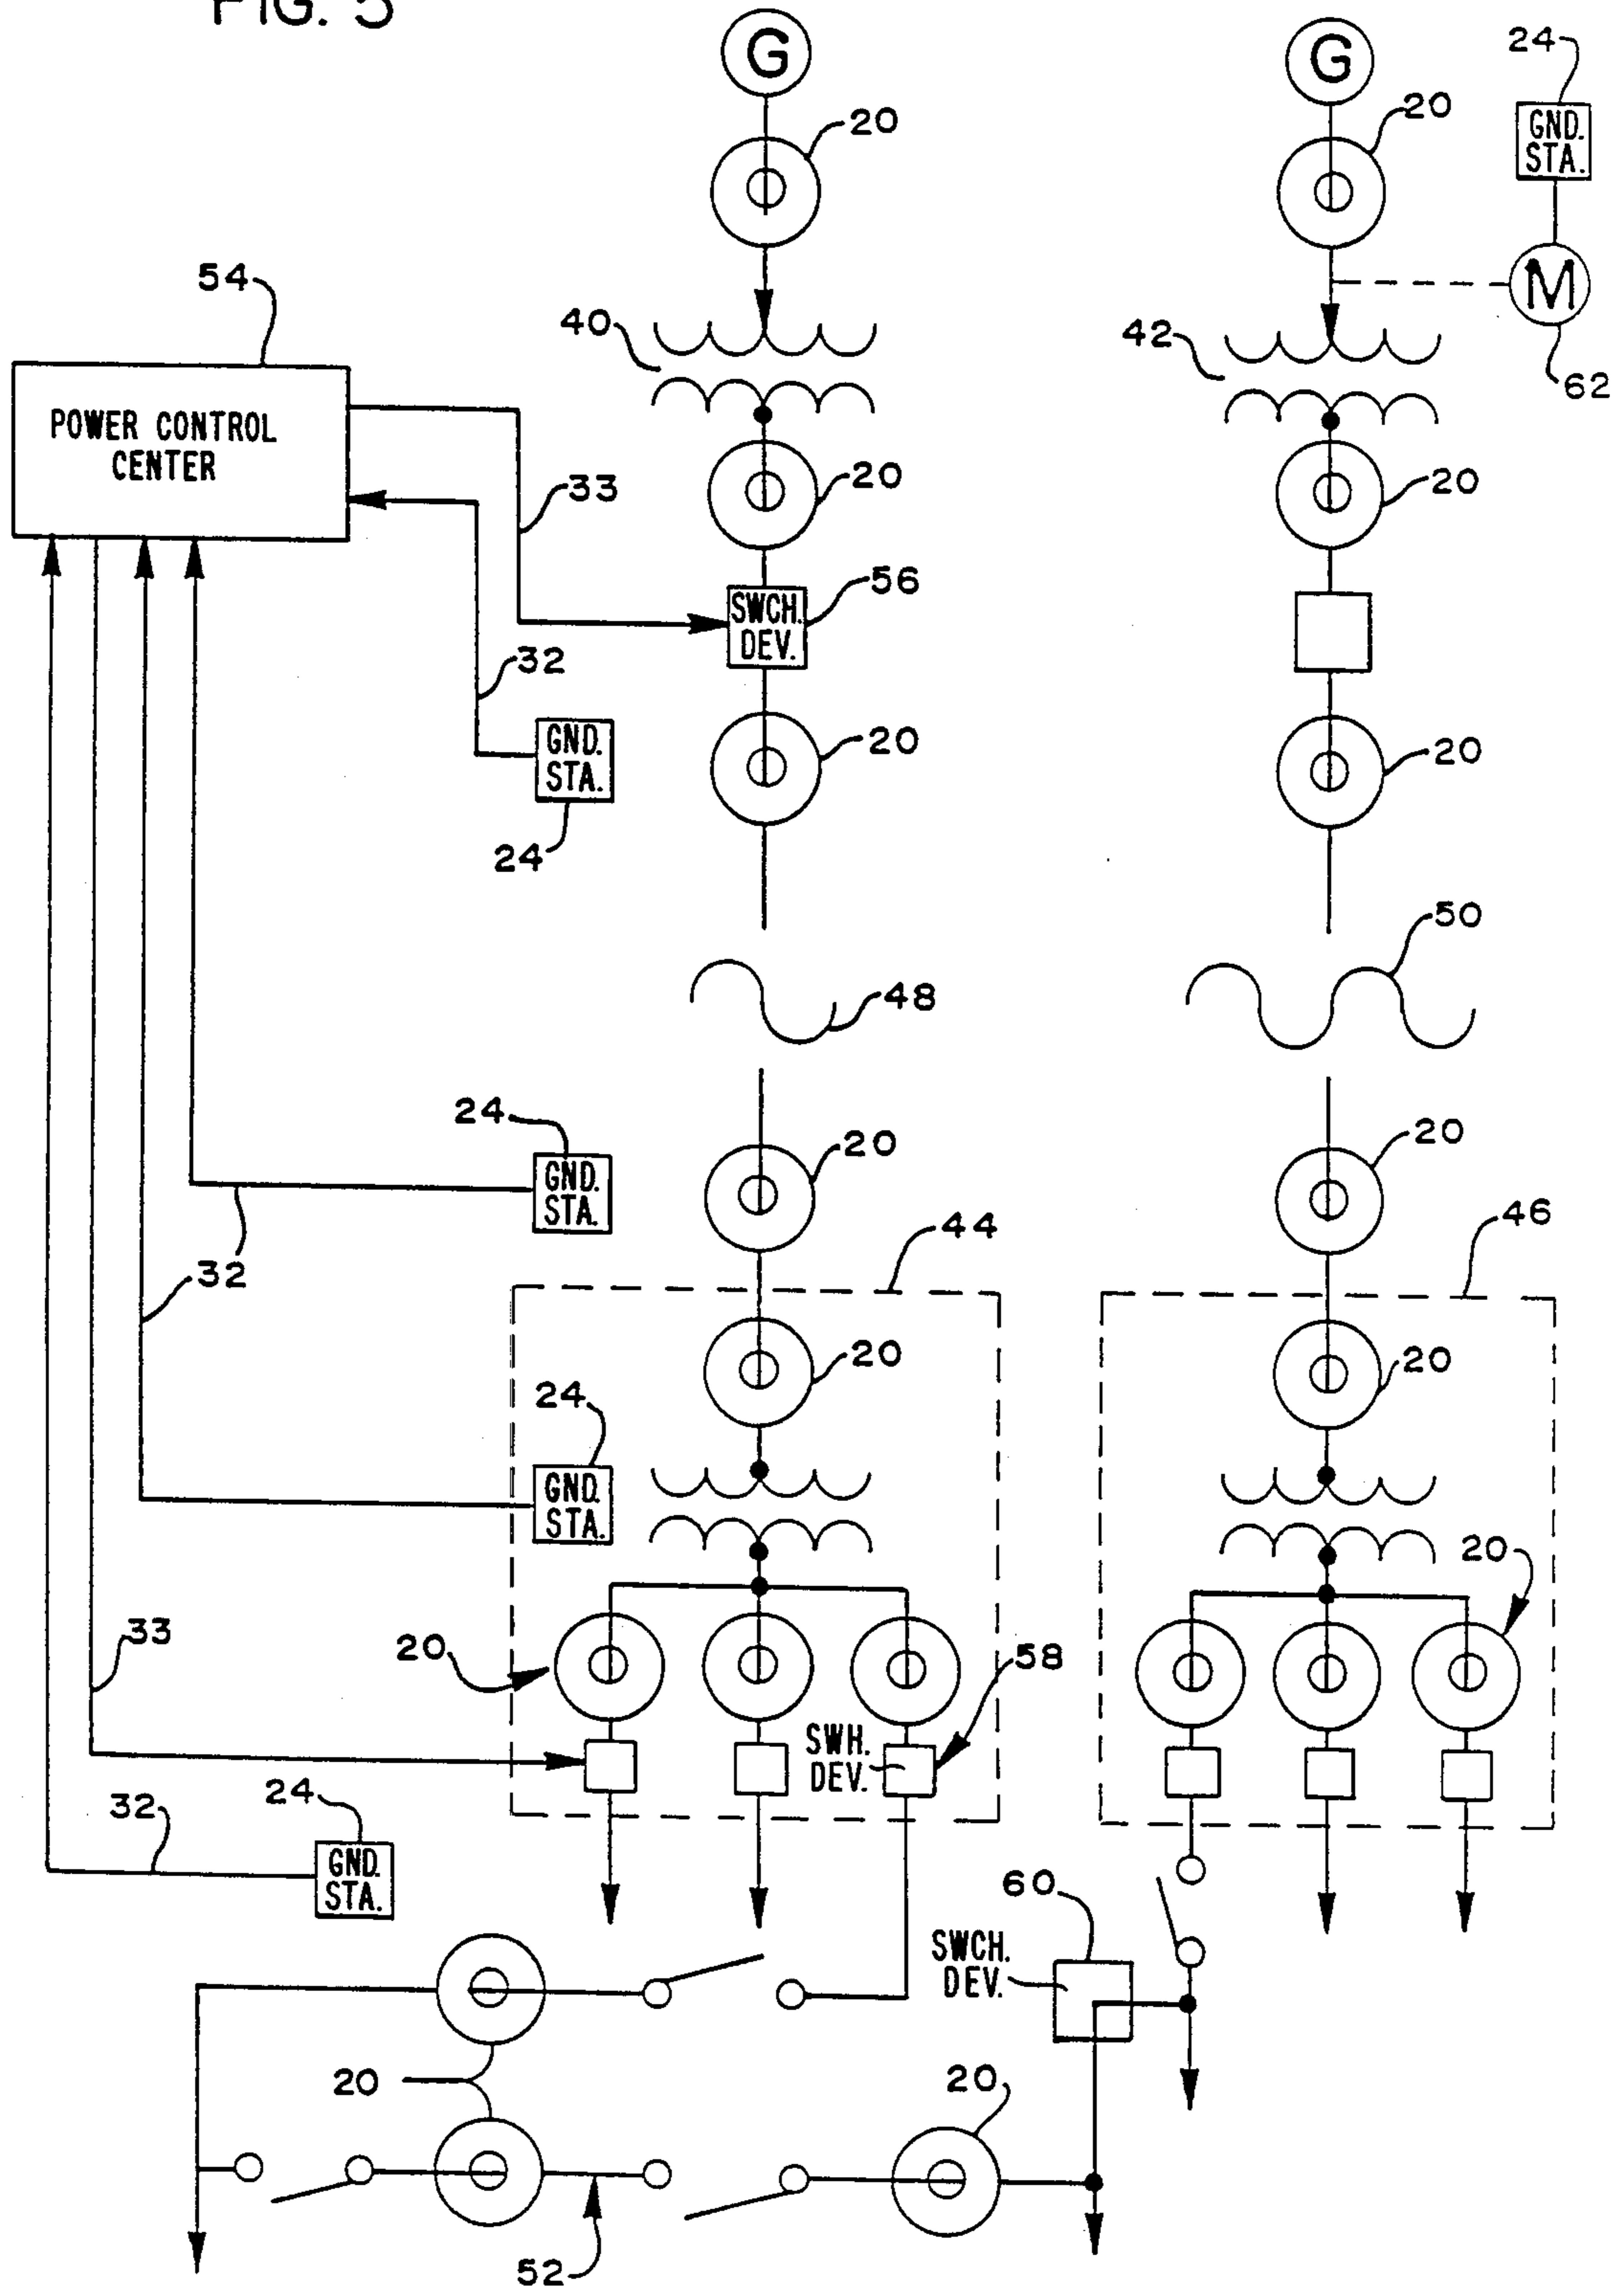 FIG. 5
G
G
24
GND.
STA.
20
20
54
40
42
M
62
POWER CONTROL
CENTER
33
20
20
56
SWCH.
DEV.
32
GND.
STA.
20
20
24
50
48
24
GND.
STA.
20
20
44
46
32
20
20
24
GND.
STA.
20
33
20
58
SWH.
DEV.
32
24
GND.
STA.
60
SWCH.
DEV.
20
20
52